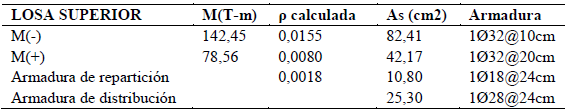 LOSA SUPERIOR M(T-m) ρ calculada As (cm2) Armadura
M(-) 142,45 0,0155 82,41 1Ø32@10cm
M(+) 78,56 0,0080 42,17 1Ø32@20cm
Armadura de repartición 0,0018 10,80 1Ø18@24cm
Armadura de distribución 25,30 1Ø28@24cm